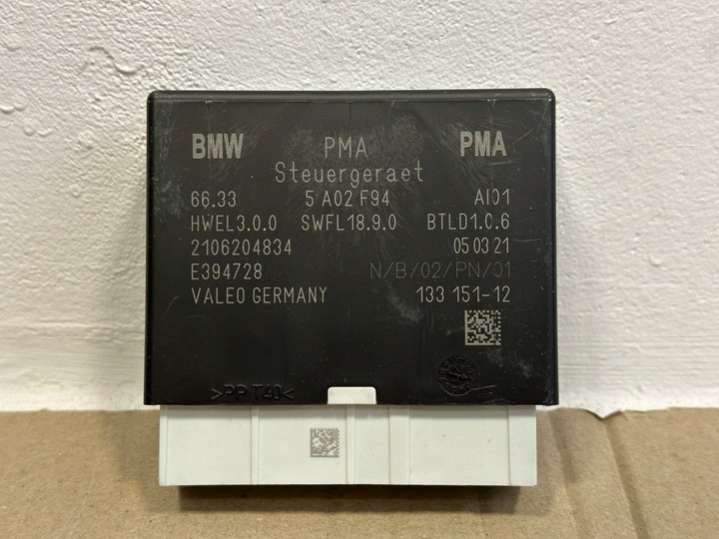 BMW PMA PMA
Steuergeraet
66.33 5 A02 F94 AI01
HWEL3.0.0 SWFL18.9.0 BTLD1.0.6
2106204834 05 03 21
E394728 N/B/02/PN/01
VALEO GERMANY 133 151-12
>PP T40<